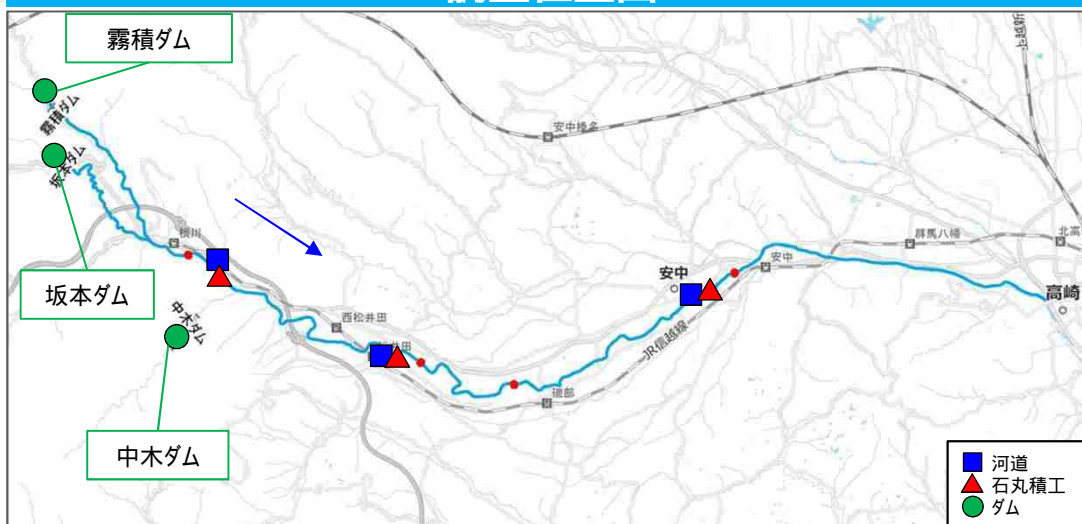 霧積ダム
霧積ダム
坂本ダム
坂本ダム
中木ダム
中木ダム
横川
西松井田
安中榛名
上越新
群馬八幡
北高
高崎
安中
安中
JR信越線
磯部
河道
石丸積工
ダム